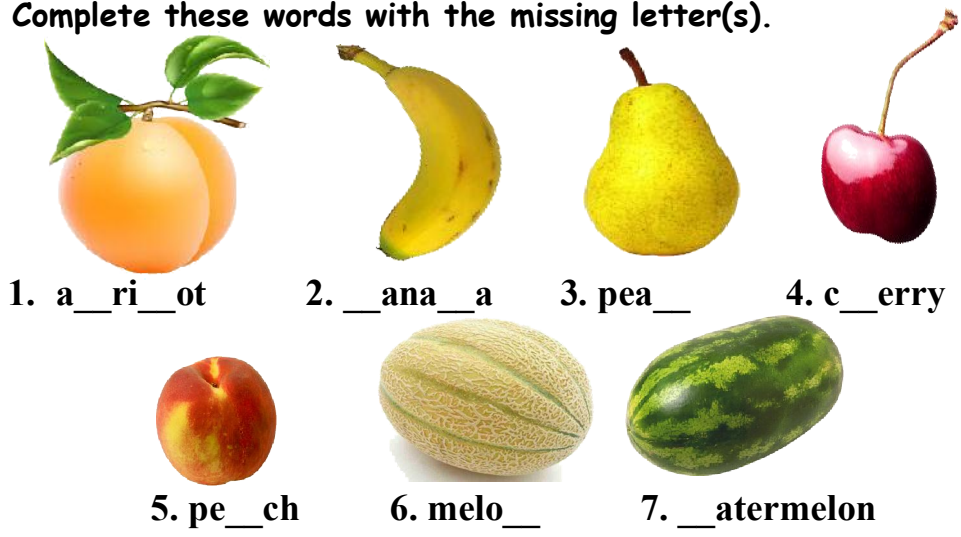 Complete these words with the missing letter(s).
1. a__ri__ot 2. __ana__a 3. pea__ 4. c__erry
5. pe__ch 6. melo__ 7. __atermelon